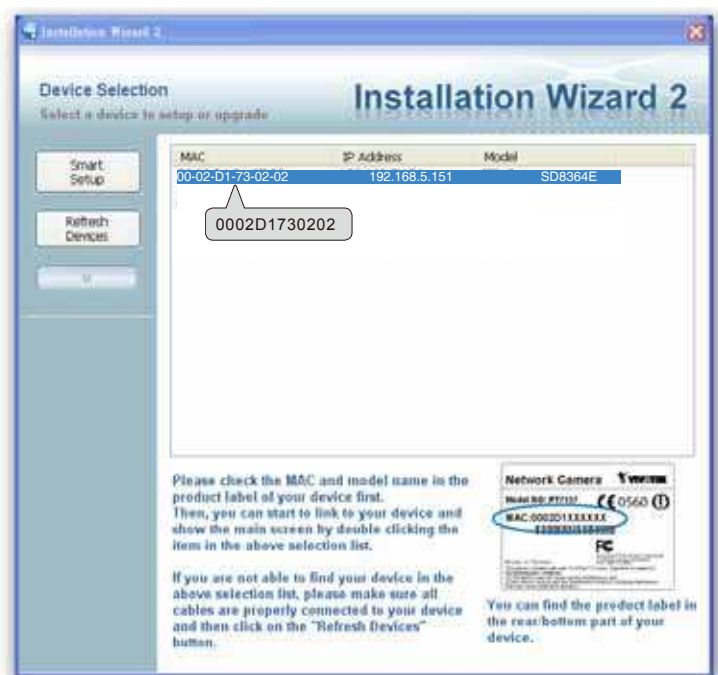 Installation Wizard 2
Device Selection
Select a device to setup or upgrade
Installation Wizard 2
Smart
Setup
Refresh
Devices
MAC IP Address Model
00-02-D1-73-02-02 192.168.5.151 SD8364E
0002D1730202
Please check the MAC and model name in the
product label of your device first.
Then, you can start to link to your device and
show the main screen by double clicking the
item in the above selection list.
If you are not able to find your device in the
above selection list, please make sure all
cables are properly connected to your device
and then click on the "Refresh Devices"
button.
Network Camera VIVOTEK
Model NO: PT7137 CE0560
MAC:0002D1XXXXXX
FC
You can find the product label in
the rear/bottom part of your
device.